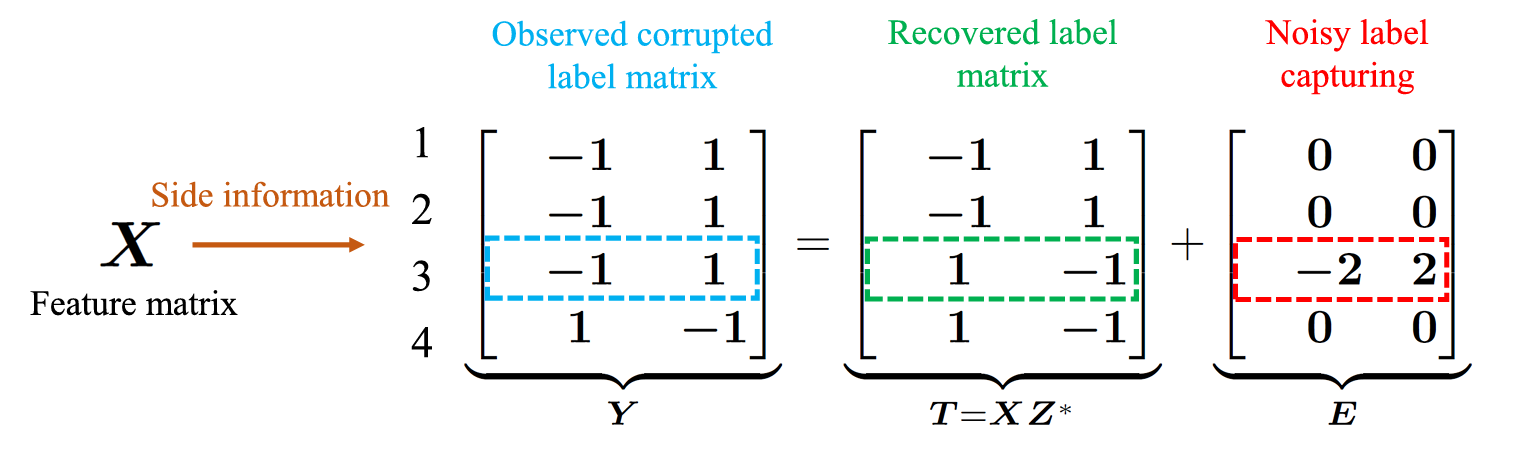 Observed corrupted label matrix
Recovered label matrix
Noisy label capturing
Side information
X
Feature matrix
1 -1 1 -1 1 0 0
2 -1 1 -1 1 0 0
= +
3 -1 1 1 -1 -2 2
4 1 -1 1 -1 0 0
Y
T=XZ*
E